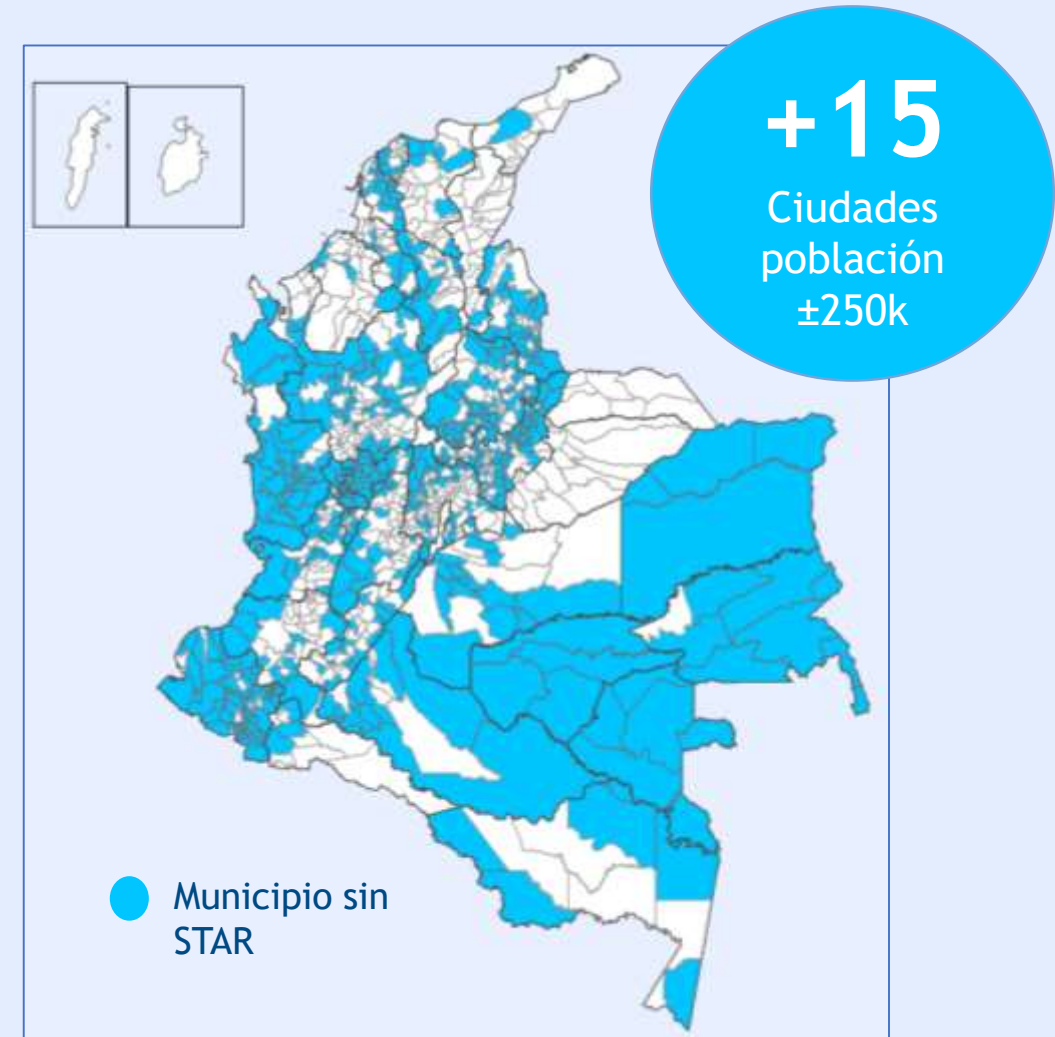 +15
Ciudades
población
±250k
Municipio sin
STAR